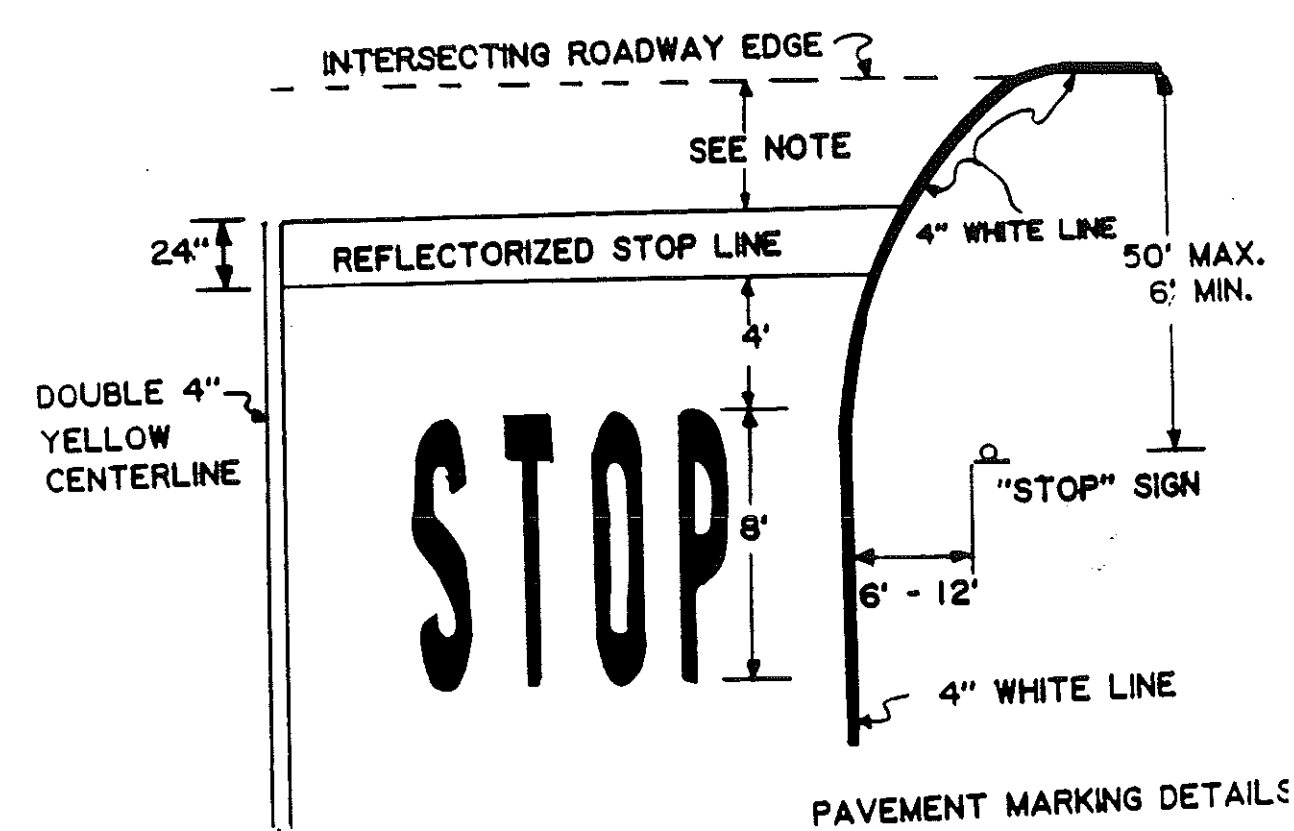 INTERSECTING ROADWAY EDGE
SEE NOTE
24"
REFLECTORIZED STOP LINE
4" WHITE LINE
50' MAX.
6' MIN.
4'
DOUBLE 4"
YELLOW
CENTERLINE
STOP
8'
"STOP" SIGN
6' - 12'
4" WHITE LINE
PAVEMENT MARKING DETAILS